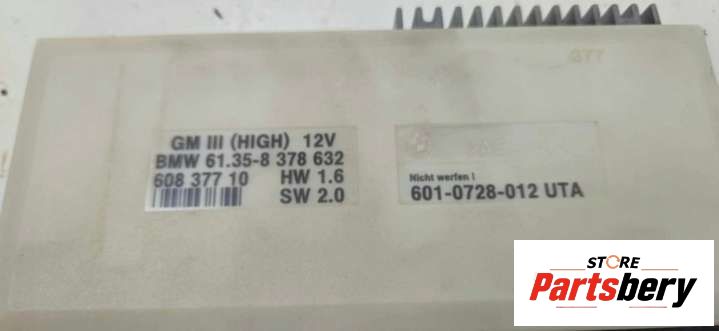 GM III (HIGH) 12V
BMW 61.35-8 378 632
608 377 10 HW 1.6
SW 2.0
Nicht werfen !
601-0728-012 UTA
STORE
Partsbery